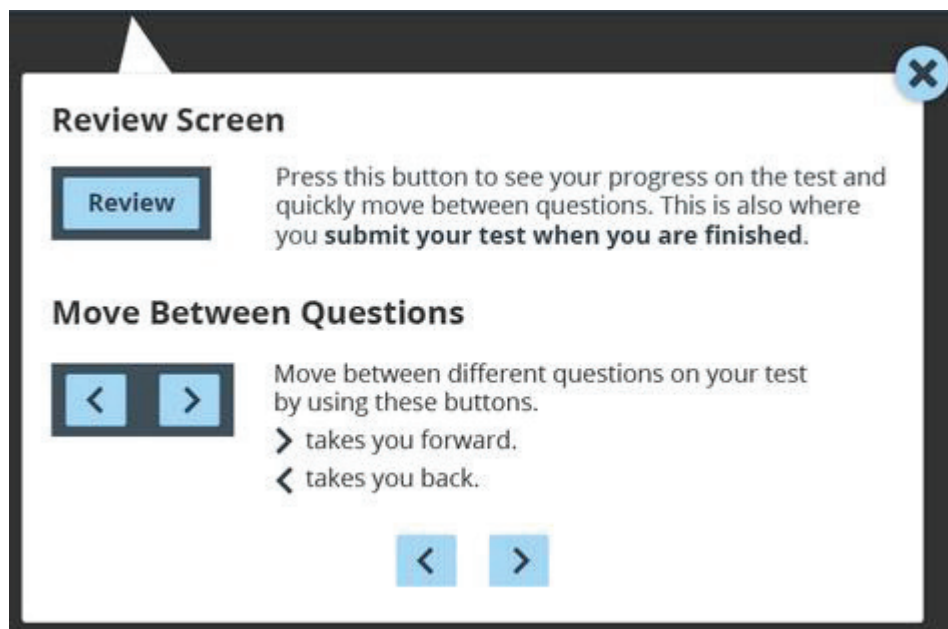 Review Screen
Review
Press this button to see your progress on the test and
quickly move between questions. This is also where
you submit your test when you are finished.
Move Between Questions
Move between different questions on your test
by using these buttons.
> takes you forward.
< takes you back.